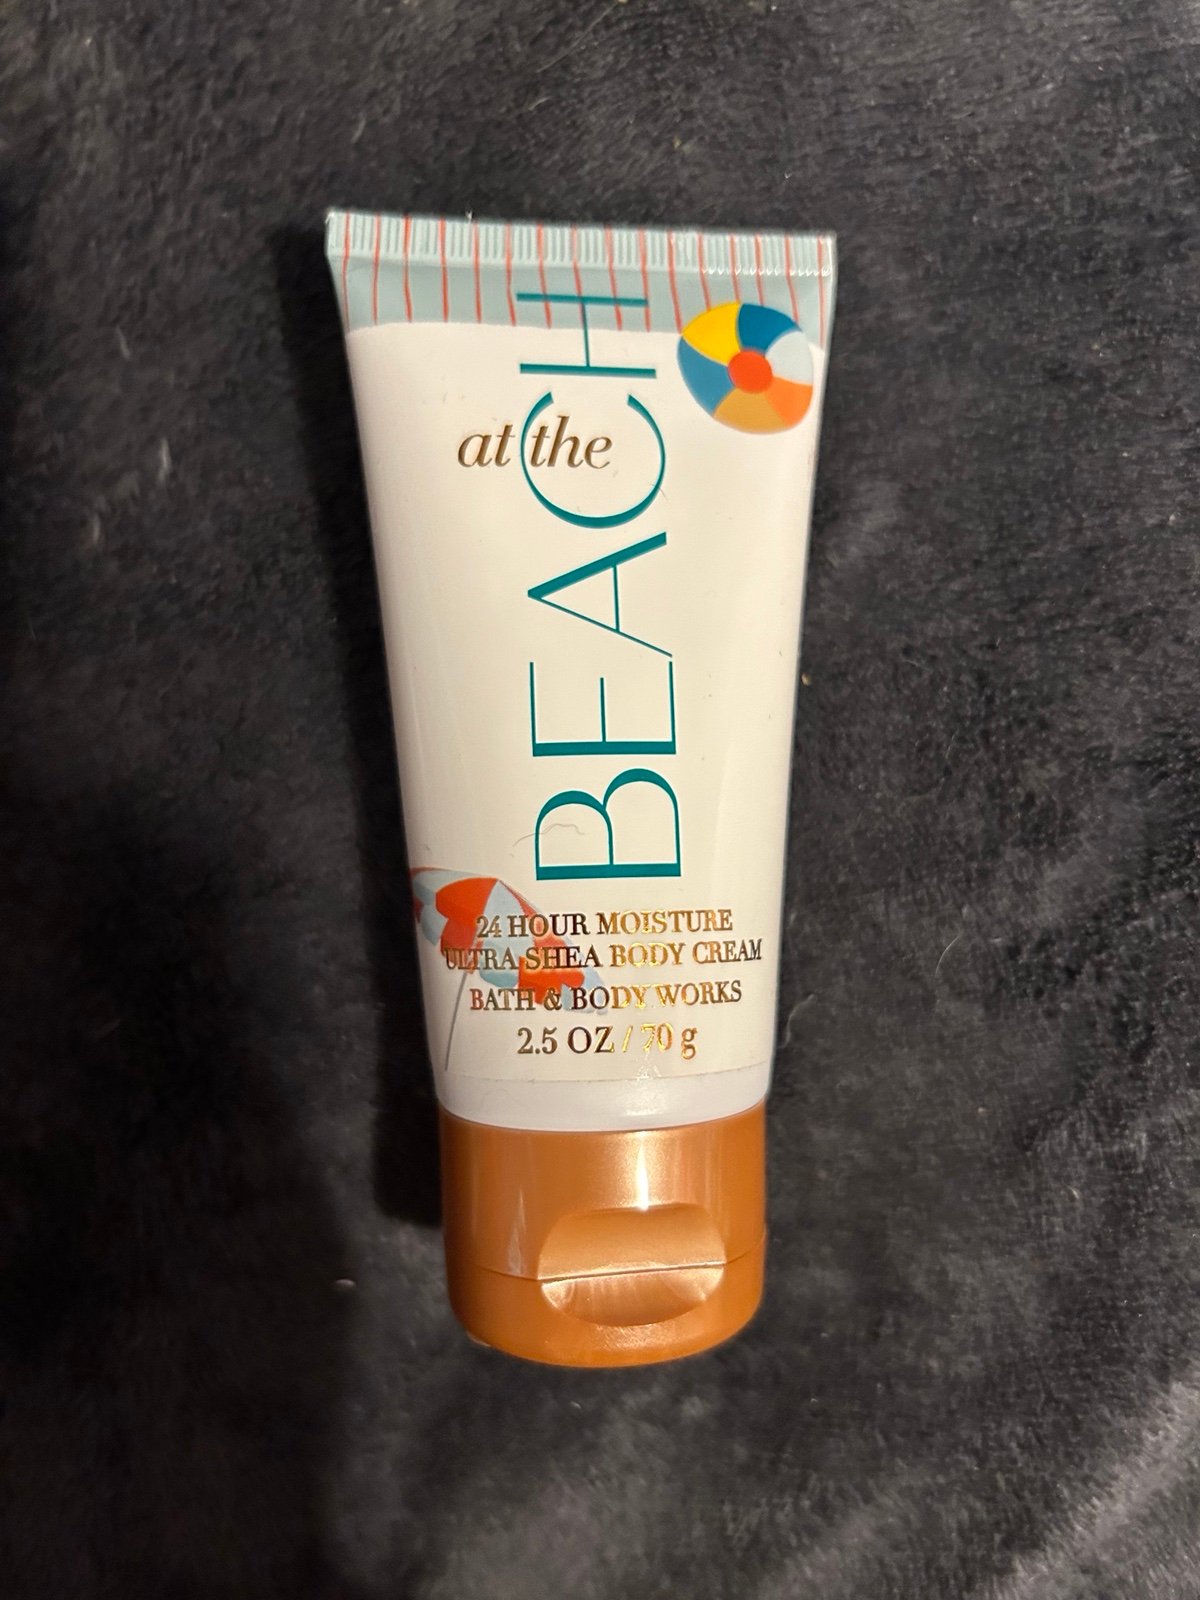 at the
BEACH
24 HOUR MOISTURE
ULTRA SHEA BODY CREAM
BATH & BODY WORKS
2.5 OZ / 70 g